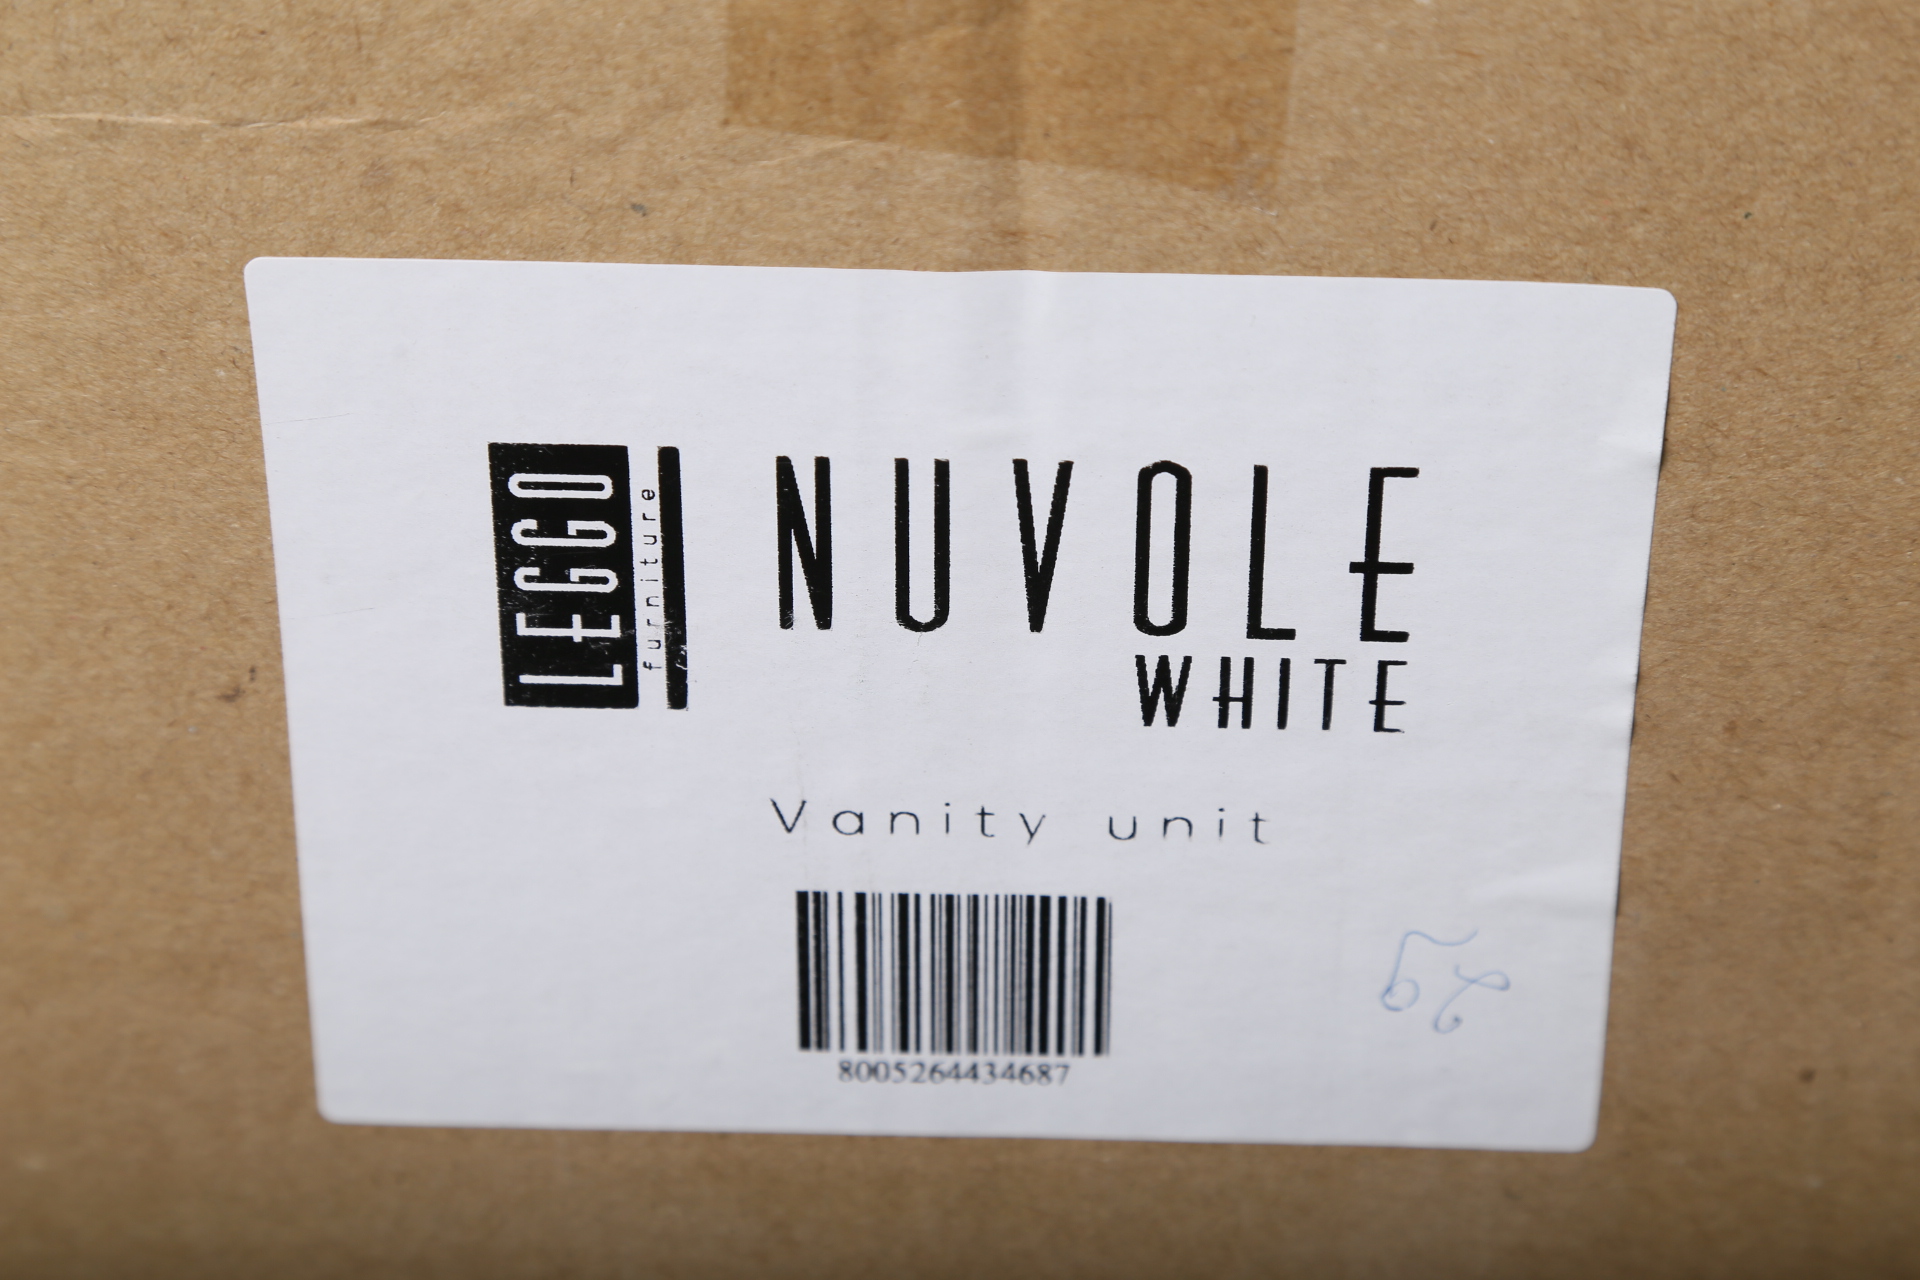 LEGGO
furniture
NUVOLE
WHITE
Vanity unit
8005264434687